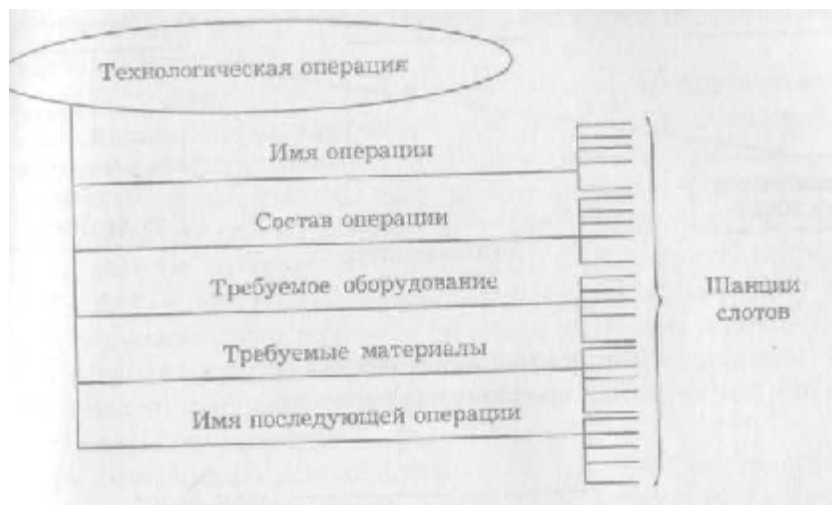 Технологическая операция
Имя операции
Состав операции
Требуемое оборудование
Требуемые материалы
Имя последующей операции
Шанции
слотов